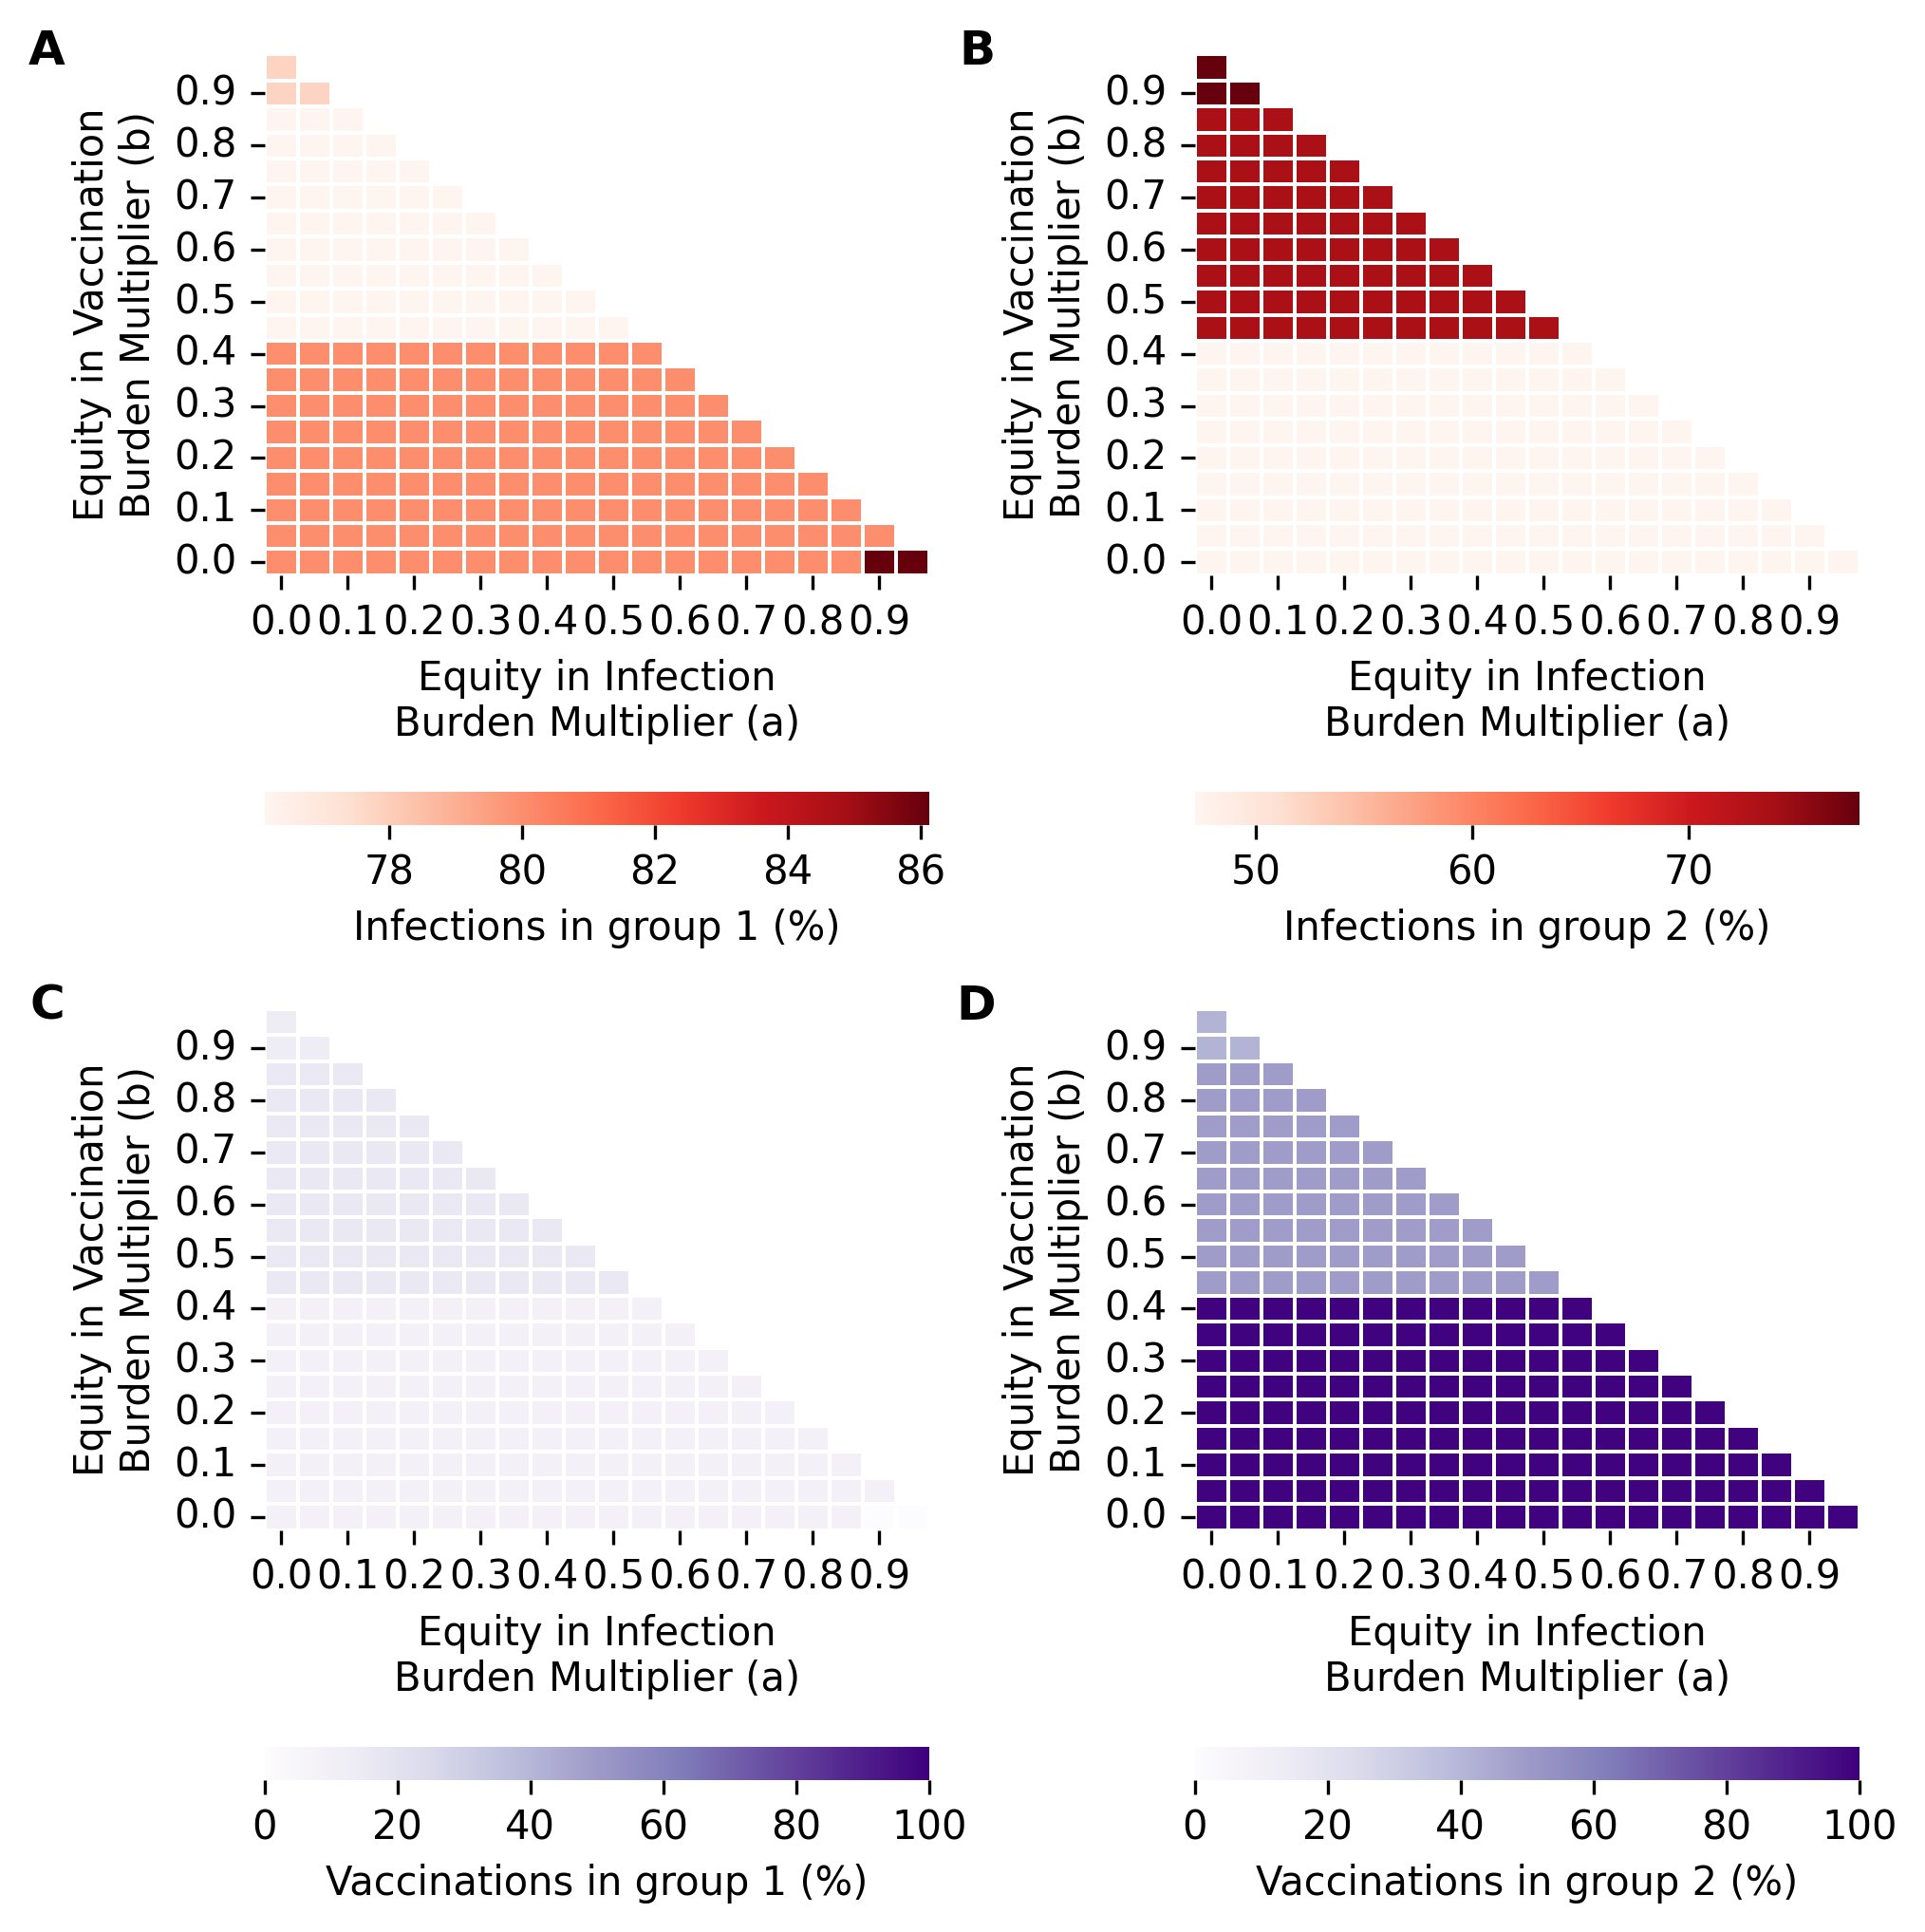 A
Equity in Vaccination
Burden Multiplier (b)
0.9
0.8
0.7
0.6
0.5
0.4
0.3
0.2
0.1
0.0
0.0 0.1 0.2 0.3 0.4 0.5 0.6 0.7 0.8 0.9
Equity in Infection
Burden Multiplier (a)
78 80 82 84 86
Infections in group 1 (%)
B
Equity in Vaccination
Burden Multiplier (b)
0.9
0.8
0.7
0.6
0.5
0.4
0.3
0.2
0.1
0.0
0.0 0.1 0.2 0.3 0.4 0.5 0.6 0.7 0.8 0.9
Equity in Infection
Burden Multiplier (a)
50 60 70
Infections in group 2 (%)
C
Equity in Vaccination
Burden Multiplier (b)
0.9
0.8
0.7
0.6
0.5
0.4
0.3
0.2
0.1
0.0
0.0 0.1 0.2 0.3 0.4 0.5 0.6 0.7 0.8 0.9
Equity in Infection
Burden Multiplier (a)
0 20 40 60 80 100
Vaccinations in group 1 (%)
D
Equity in Vaccination
Burden Multiplier (b)
0.9
0.8
0.7
0.6
0.5
0.4
0.3
0.2
0.1
0.0
0.0 0.1 0.2 0.3 0.4 0.5 0.6 0.7 0.8 0.9
Equity in Infection
Burden Multiplier (a)
0 20 40 60 80 100
Vaccinations in group 2 (%)